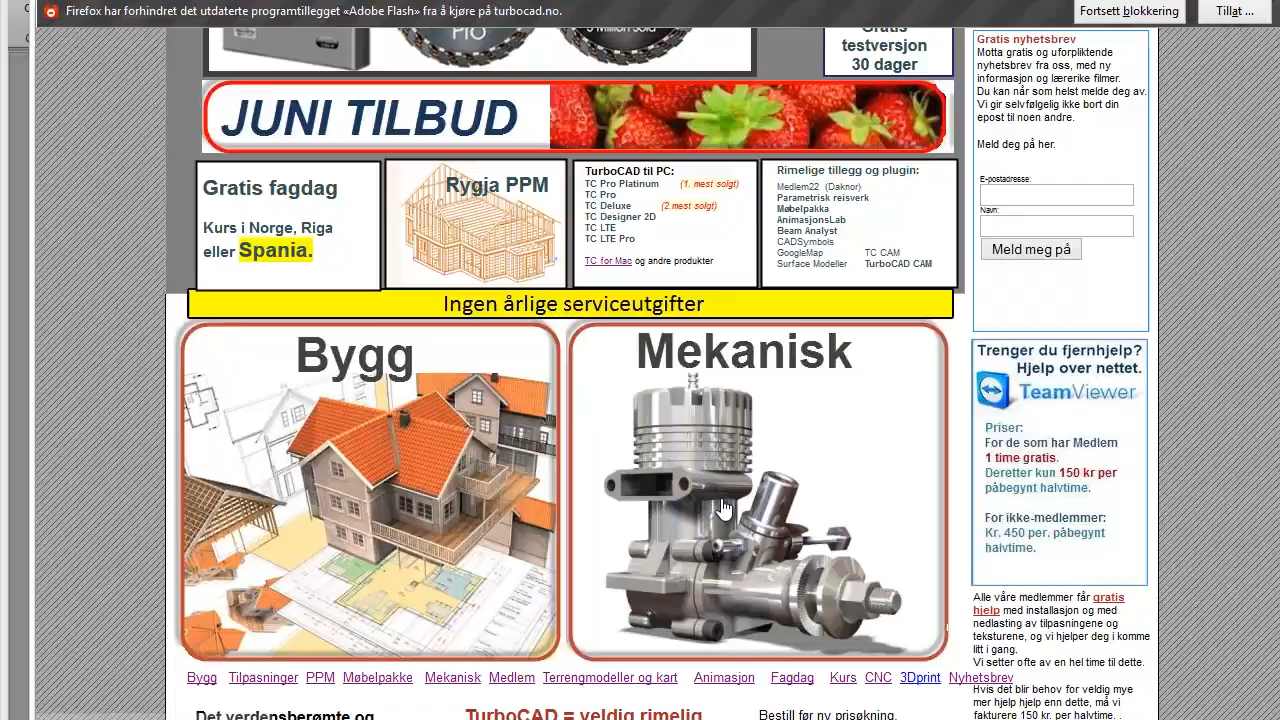 Firefox har forhindret det utdaterte programtillegget «Adobe Flash» fra å kjøre på turbocad.no.
Fortsett blokkering
Tillat ...
Pro
Gratis
testversjon
30 dager
JUNI TILBUD
Gratis fagdag
Kurs i Norge, Riga
eller Spania.
Rygja PPM
TurboCAD til PC:
TC Pro Platinum (1. mest solgt)
TC Pro
TC Deluxe (2.mest solgt)
TC Designer 2D
TC LTE
TC LTE Pro
TC for Mac og andre produkter
Rimelige tillegg og plugin:
Medlem22 (Daknor)
Parametrisk reisverk
Møbelpakka
AnimasjonsLab
Beam Analyst
CADSymbols
GoogleMap TC CAM
Surface Modeller TurboCAD CAM
Ingen årlige serviceutgifter
Bygg
Mekanisk
Bygg Tilpasninger PPM Møbelpakke Mekanisk Medlem Terrengmodeller og kart Animasjon Fagdag Kurs CNC 3Dprint Nyhetsbrev
Det verdensberømte og
TurboCAD = veldig rimelig
Bestill før ny prisøkning.
Gratis nyhetsbrev
Motta gratis og uforpliktende
nyhetsbrev fra oss, med ny
informasjon og lærerike filmer.
Du kan når som helst melde deg av.
Vi gir selvfølgelig ikke bort din
epost til noen andre.
Meld deg på her.
E-postadresse:
Navn:
Meld meg på
Trenger du fjernhjelp?
Hjelp over nettet.
TeamViewer
Priser:
For de som har Medlem
1 time gratis.
Deretter kun 150 kr per
påbegynt halvtime.
For ikke-medlemmer:
Kr. 450 per. påbegynt
halvtime.
Alle våre medlemmer får gratis
hjelp med installasjon og med
nedlasting av tilpasningene og
teksturene, og vi hjelper deg i komme
litt i gang.
Vi setter ofte av en hel time til dette.
Hvis det blir behov for veldig mye
mer hjelp hjelp enn dette, må vi
fakturere 150 kr. per halvtime. .